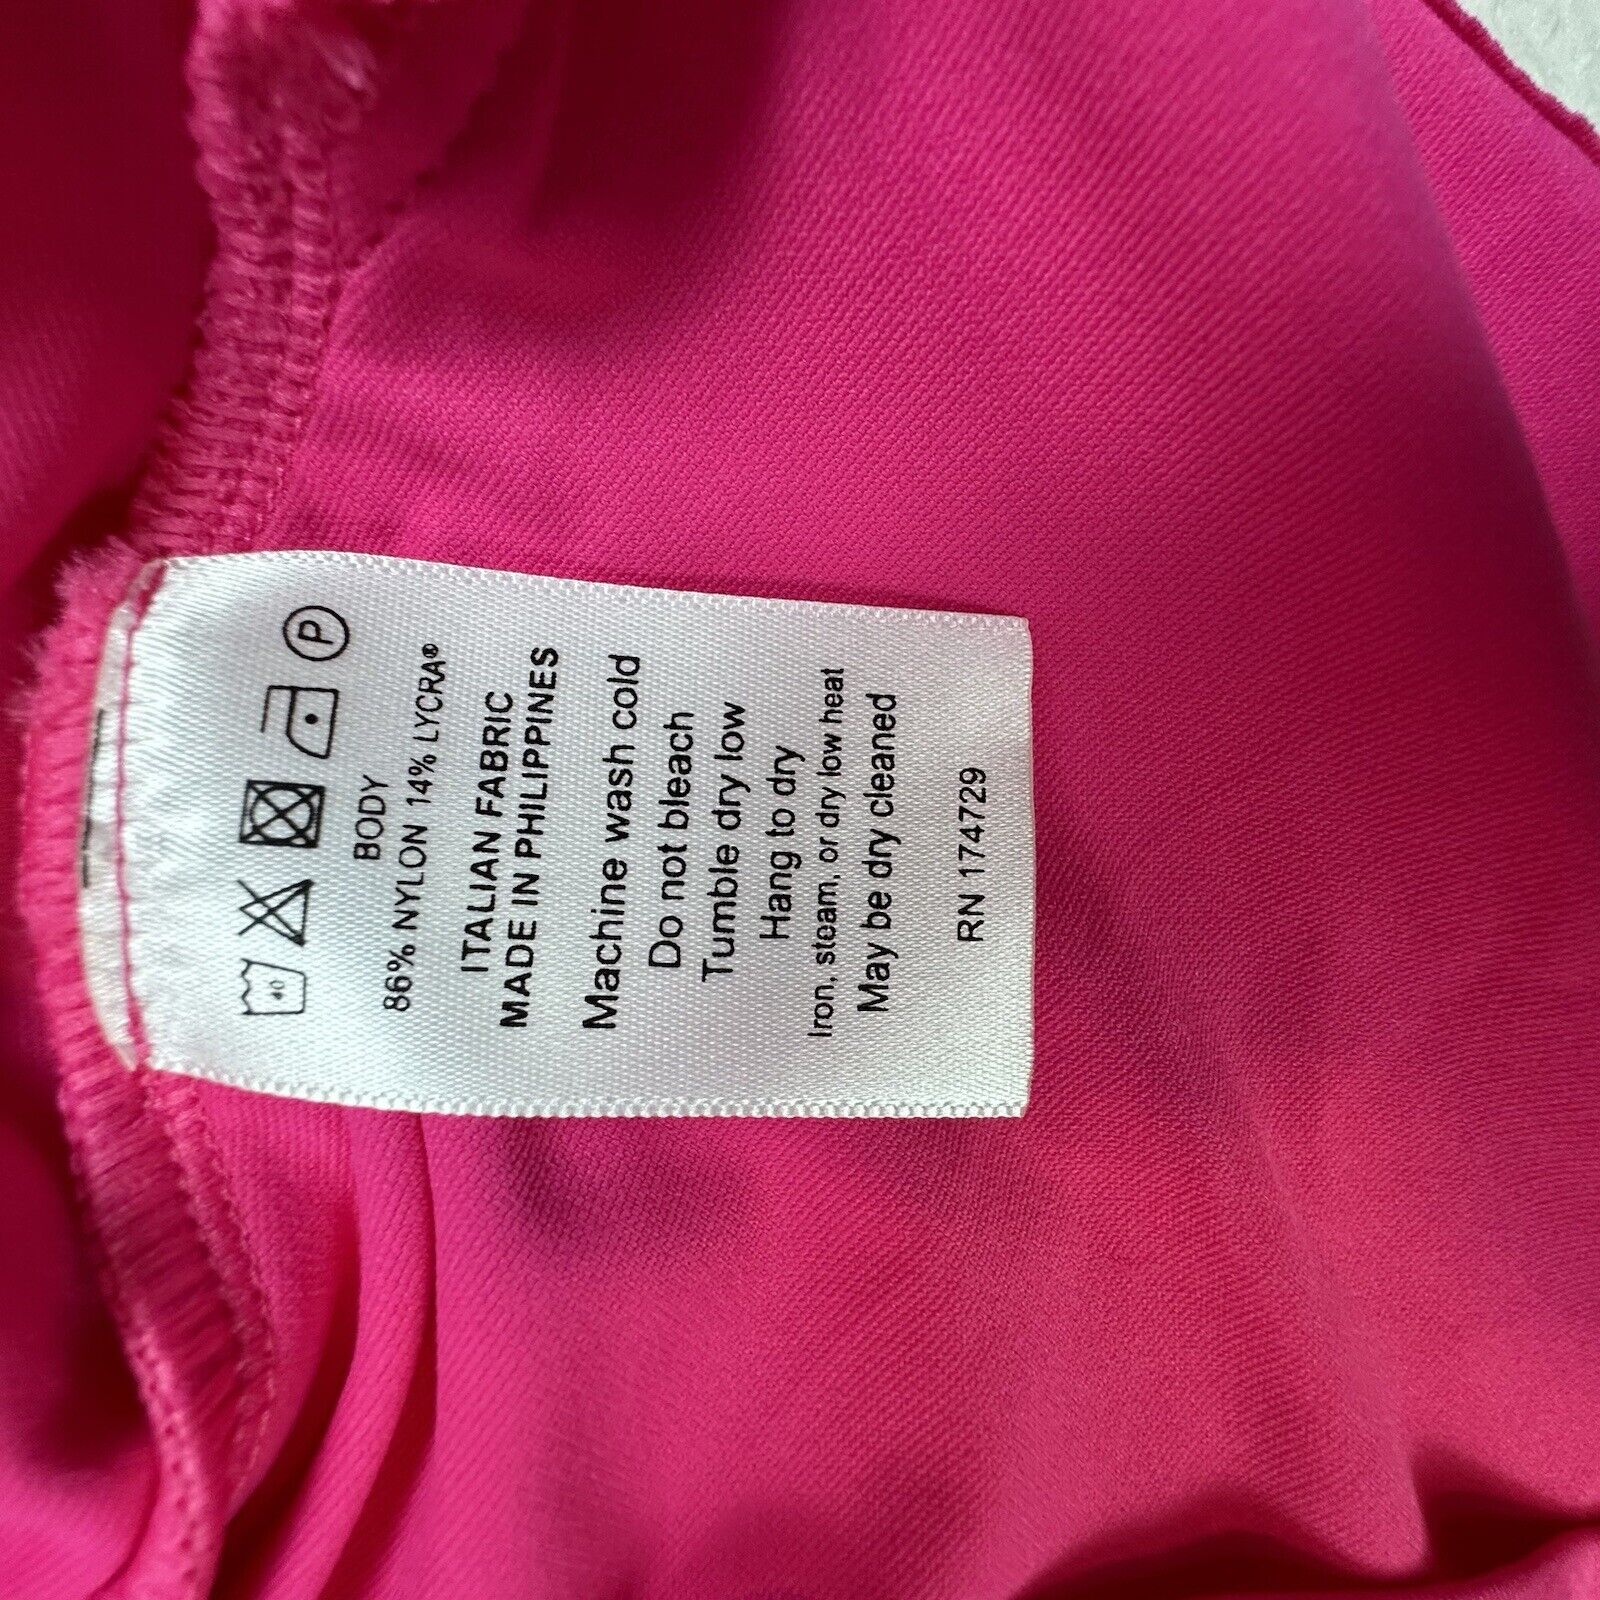 40 P
BODY
86% NYLON 14% LYCRA®
ITALIAN FABRIC
MADE IN PHILIPPINES
Machine wash cold
Do not bleach
Tumble dry low
Hang to dry
Iron, steam, or dry low heat
May be dry cleaned
RN 174729